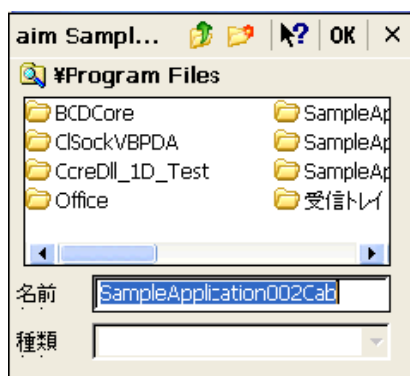 aim Sampl... OK ×
¥Program Files
BCDCore SampleAp
ClSockVBPDA SampleAp
CcreDll_1D_Test SampleAp
Office 受信トレイ
名前 SampleApplication002Cab
種類